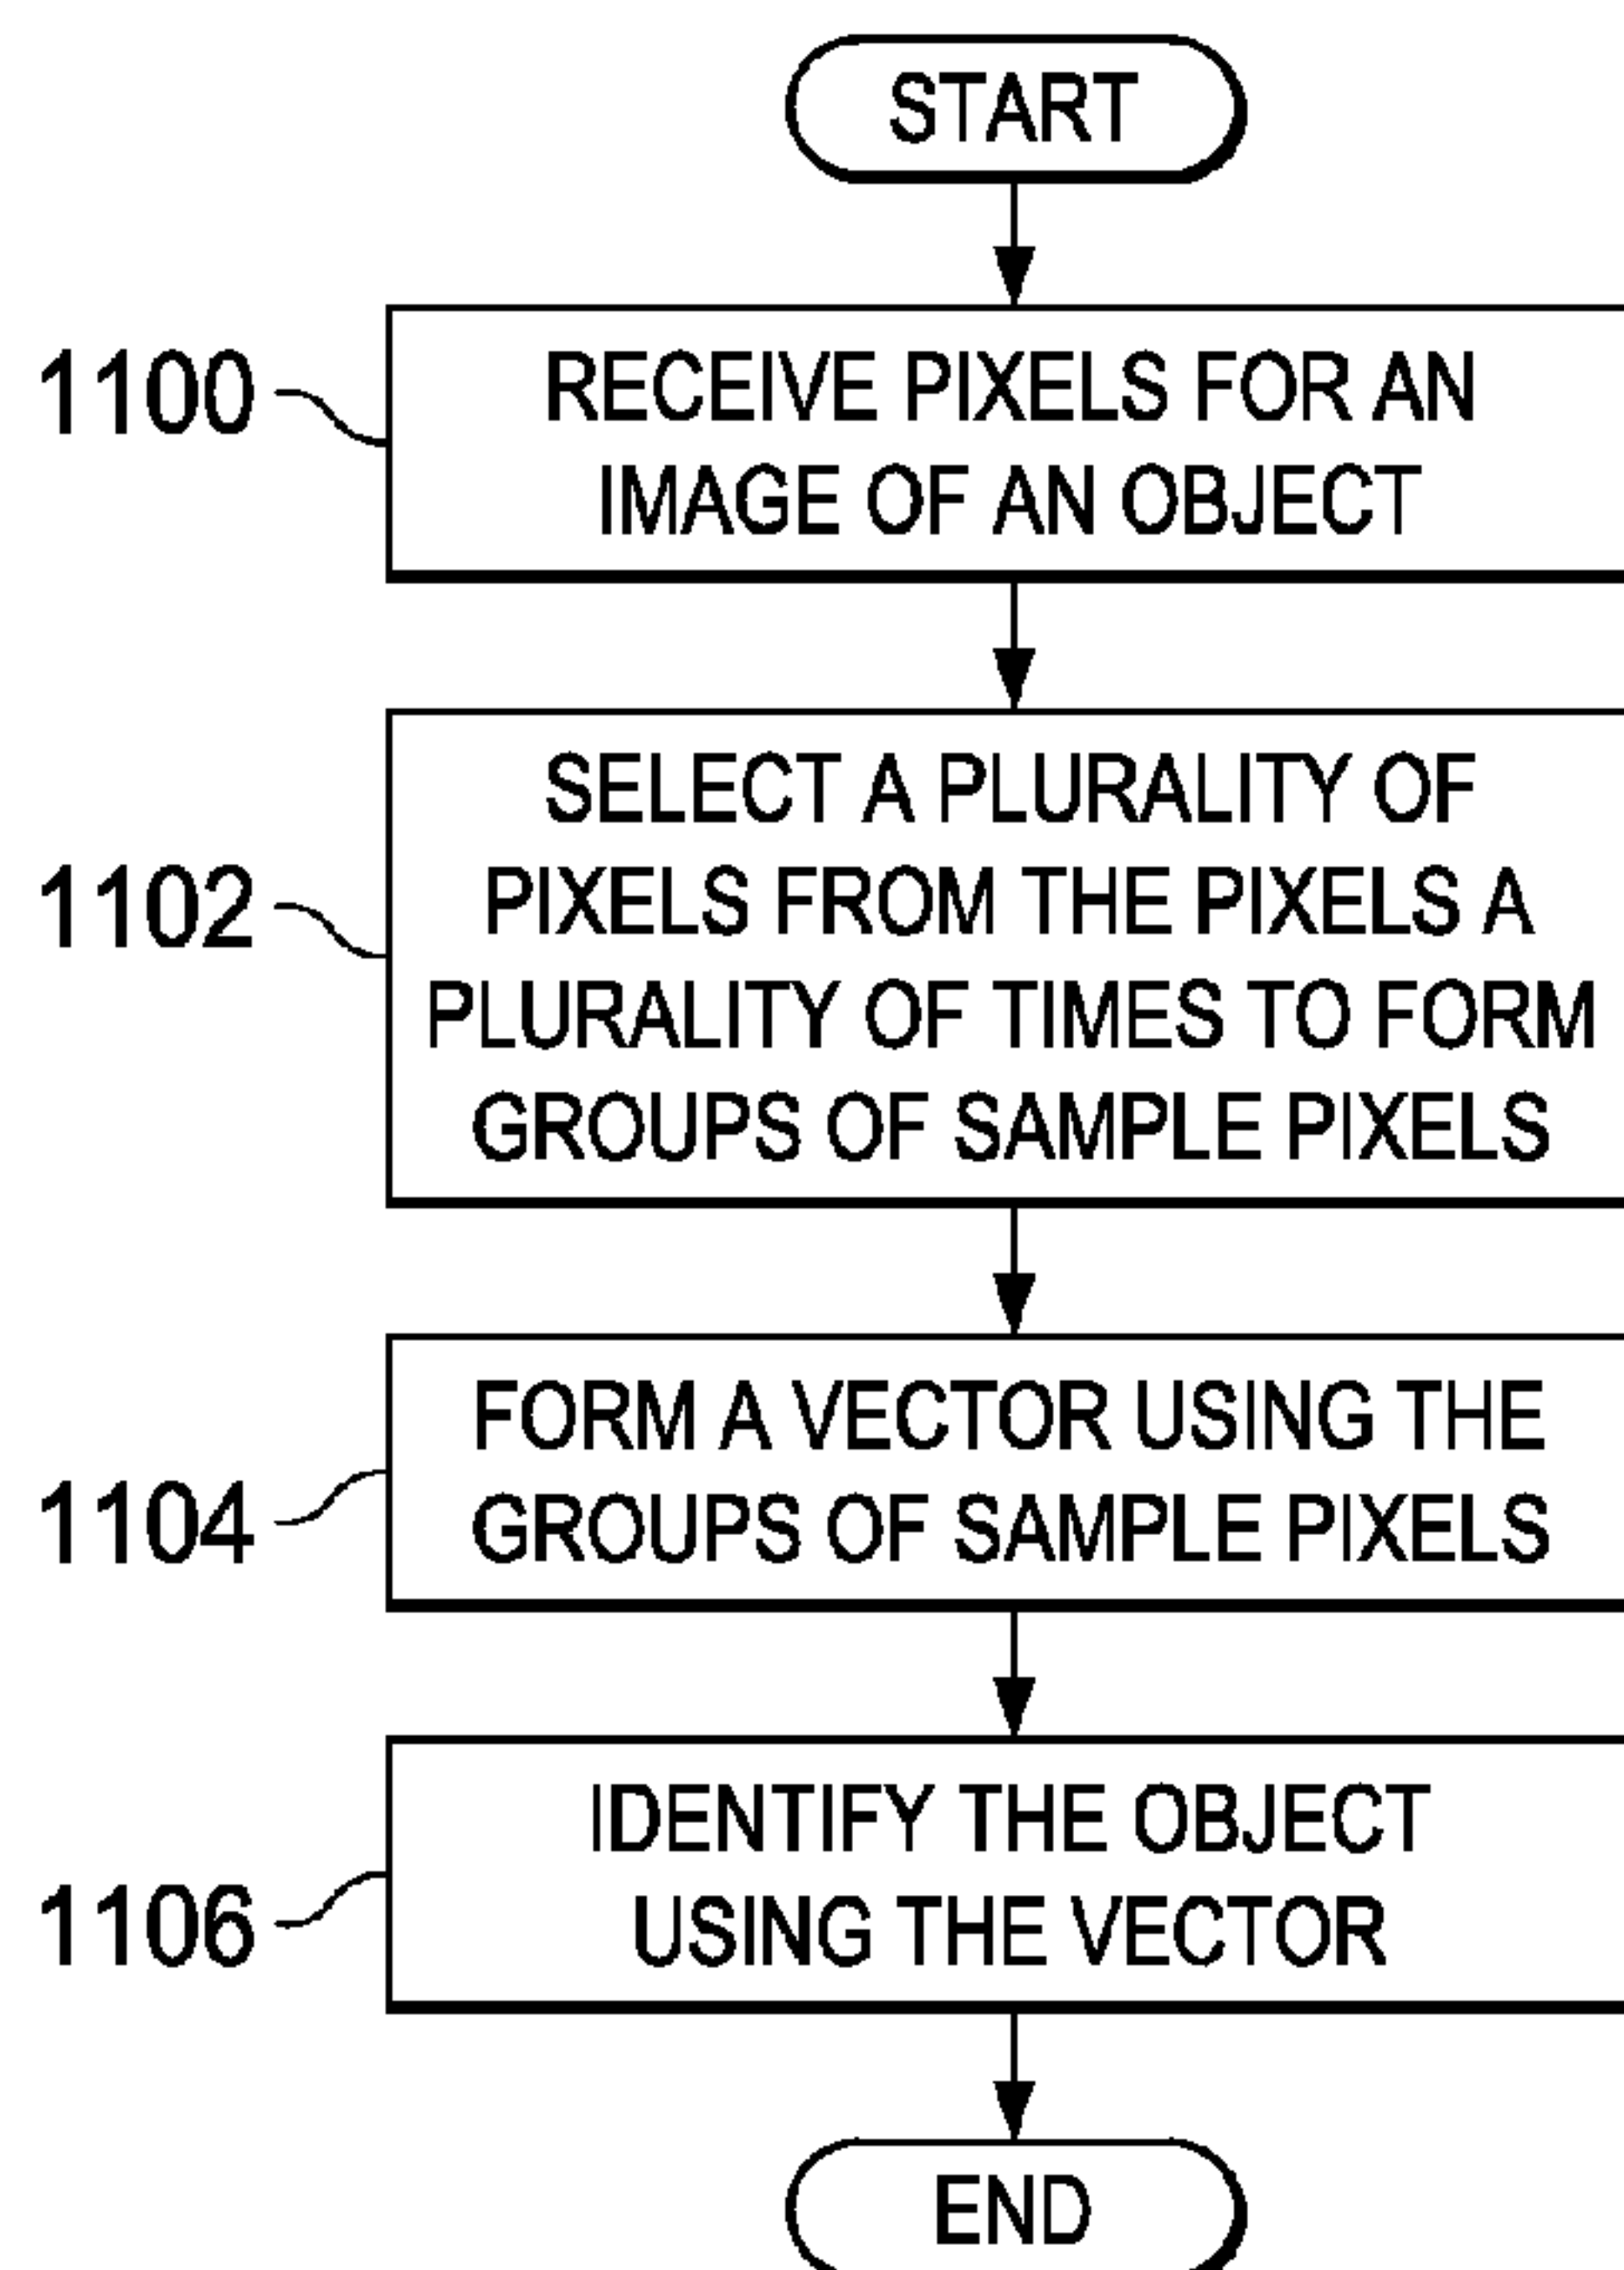 START
1100
RECEIVE PIXELS FOR AN
IMAGE OF AN OBJECT
1102
SELECT A PLURALITY OF
PIXELS FROM THE PIXELS A
PLURALITY OF TIMES TO FORM
GROUPS OF SAMPLE PIXELS
1104
FORM A VECTOR USING THE
GROUPS OF SAMPLE PIXELS
1106
IDENTIFY THE OBJECT
USING THE VECTOR
END